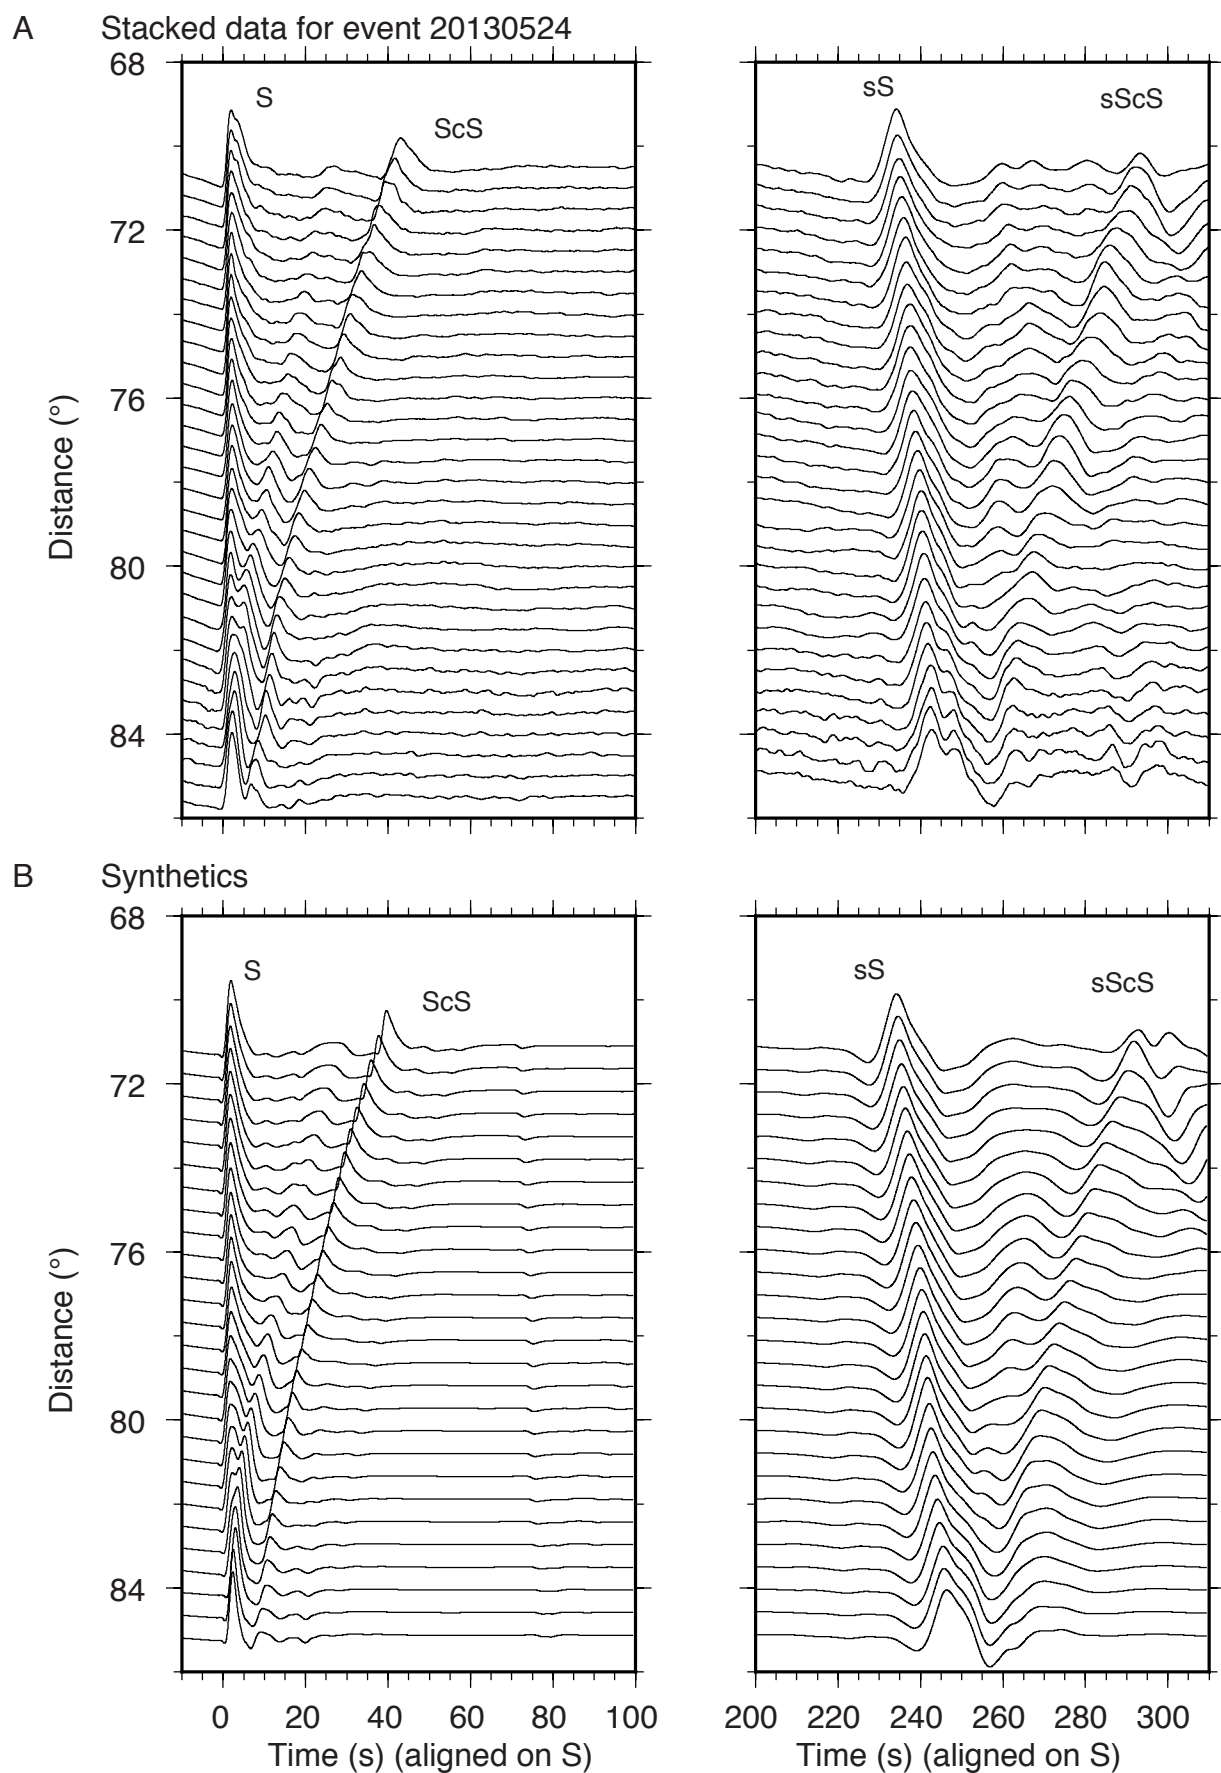 A Stacked data for event 20130524
68
72
76
80
84
Distance (°)
S
ScS
sS
sScS
B Synthetics
68
72
76
80
84
Distance (°)
S
ScS
sS
sScS
0 20 40 60 80 100
Time (s) (aligned on S)
200 220 240 260 280 300
Time (s) (aligned on S)